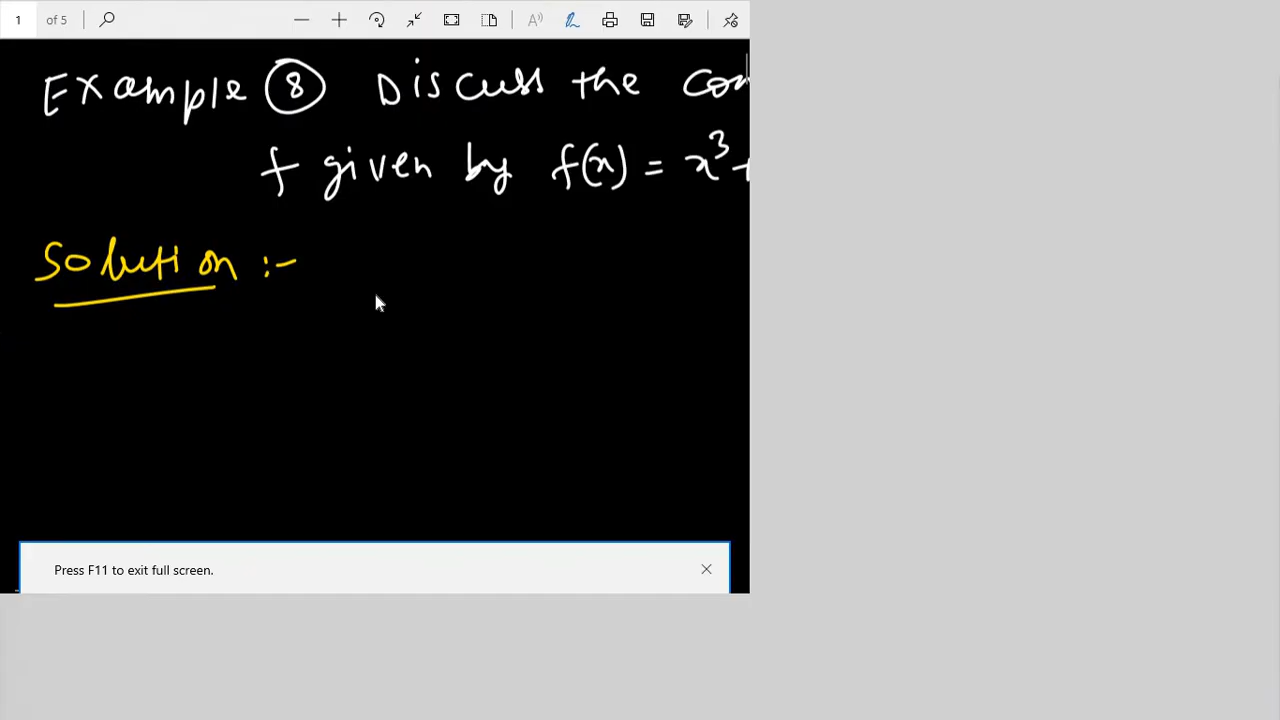 1 of 5
Example 8 Discuss the con
f given by f(x) = x³ +
Solution :-
Press F11 to exit full screen.